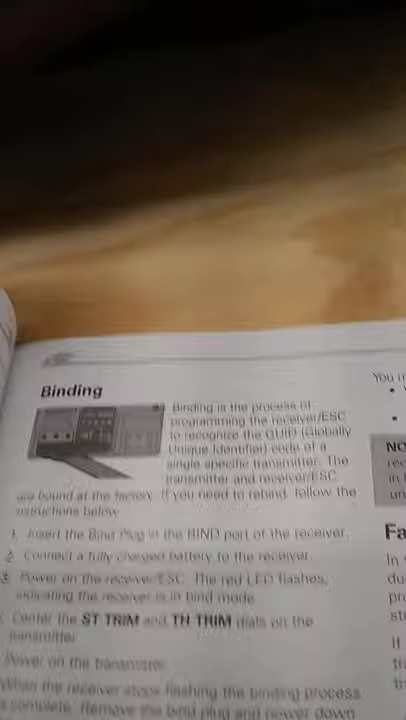 Binding
Binding is the process of
programming the receiver/ESC
to recognize the GUID (Globally
Unique Identifier) code of a
single specific transmitter. The
transmitter and receiver/ESC
are bound at the factory. If you need to rebind, follow the
instructions below.
1. Insert the Bind Plug in the BIND port of the receiver.
2. Connect a fully charged battery to the receiver.
3. Power on the receiver/ESC. The red LED flashes,
indicating the receiver is in bind mode.
Center the ST TRIM and TH TRIM dials on the
transmitter.
Power on the transmitter.
When the receiver stops flashing the binding process
is complete. Remove the bind plug and power down
You
NO
Fa
In
If